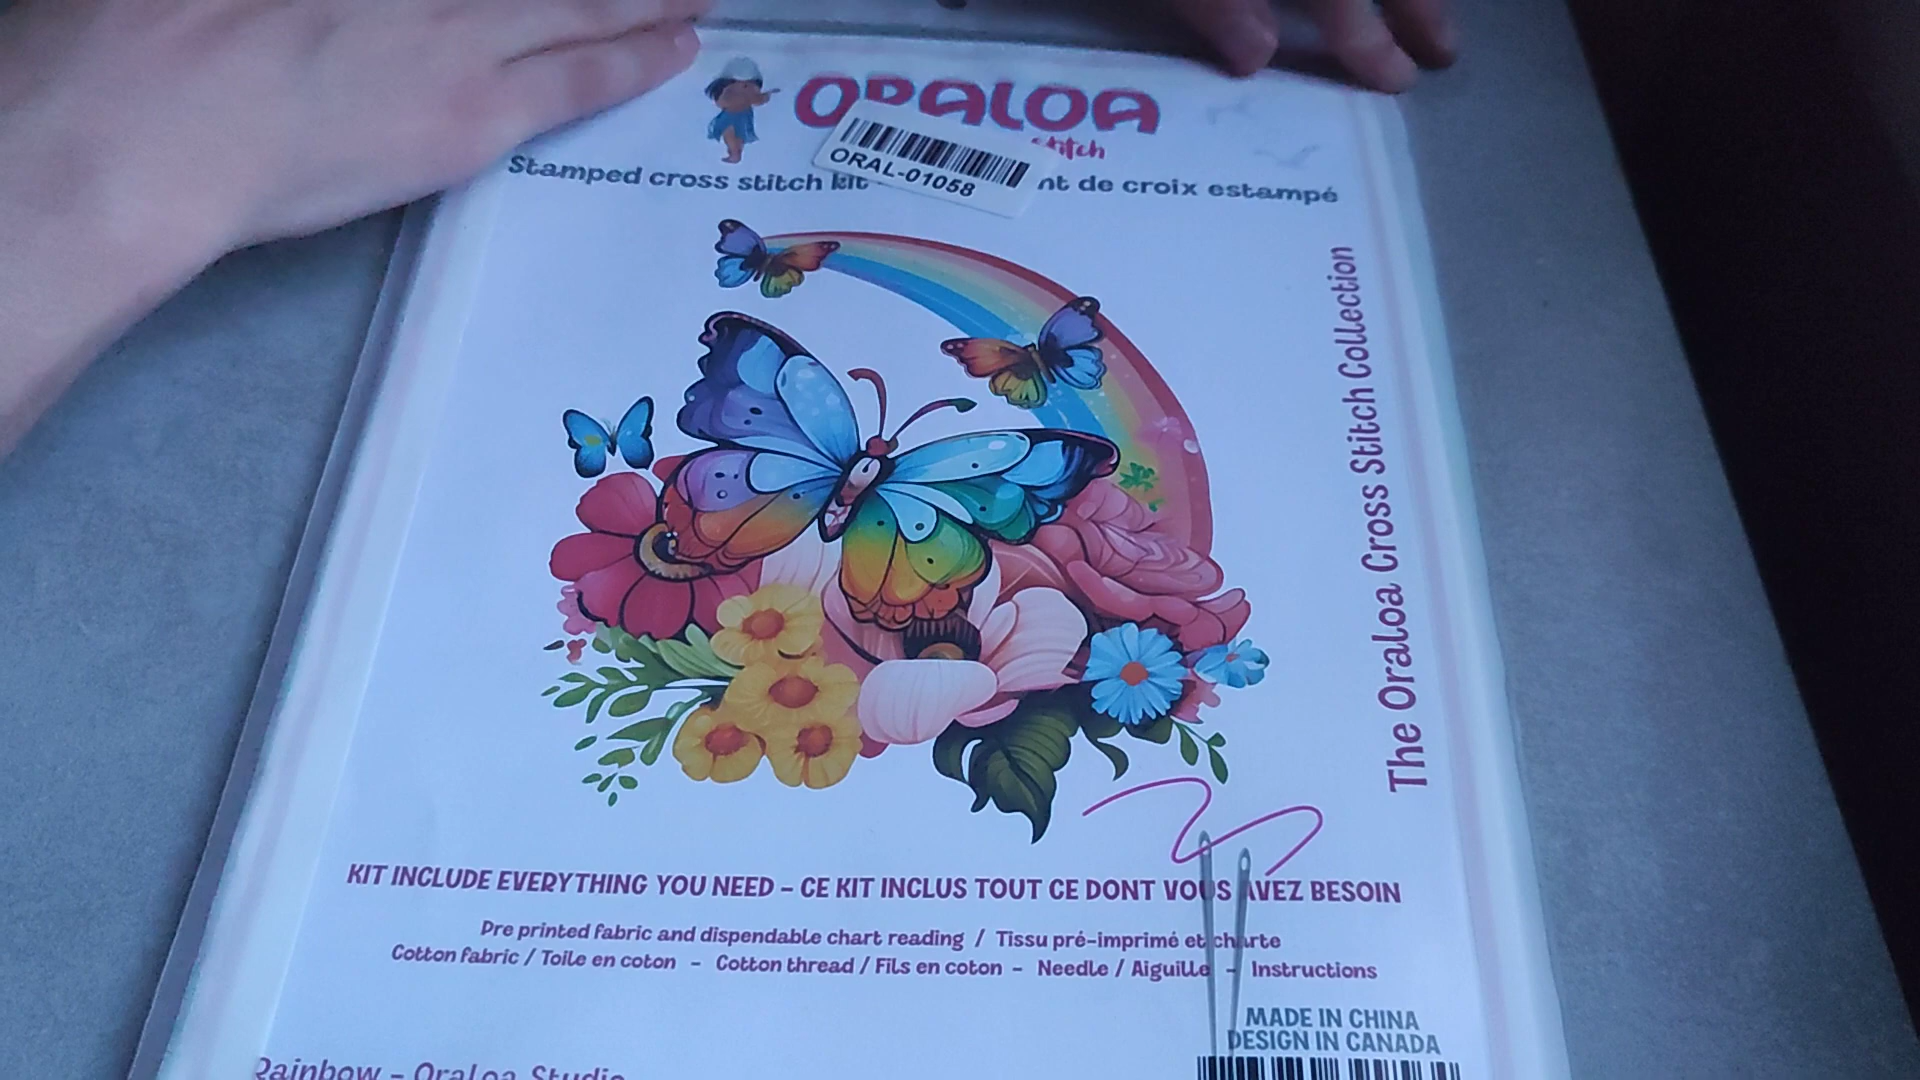 ORALOA
stitch
ORAL-01058
Stamped cross stitch kit
nt de croix estampé
The Oraloa Cross Stitch Collection
KIT INCLUDE EVERYTHING YOU NEED – CE KIT INCLUS TOUT CE DONT VOUS AVEZ BESOIN
Pre printed fabric and dispendable chart reading / Tissu pré-imprimé et charte
Cotton fabric / Toile en coton – Cotton thread / Fils en coton – Needle / Aiguille – Instructions
MADE IN CHINA
DESIGN IN CANADA
Rainbow – OraLoa Studio